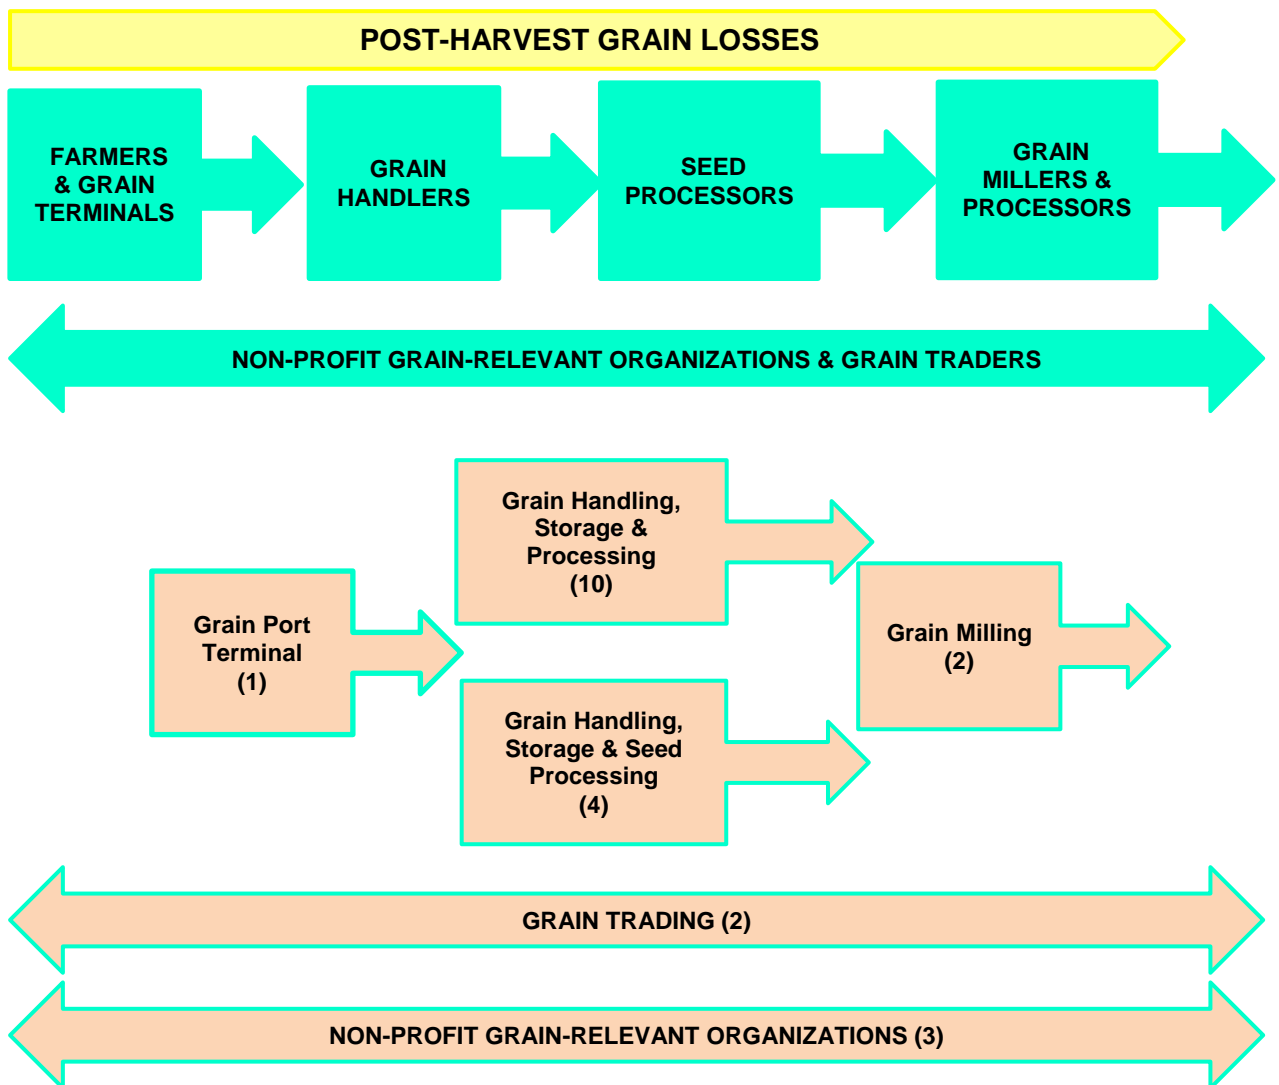 POST-HARVEST GRAIN LOSSES
FARMERS
& GRAIN
TERMINALS
GRAIN
HANDLERS
SEED
PROCESSORS
GRAIN
MILLERS &
PROCESSORS
NON-PROFIT GRAIN-RELEVANT ORGANIZATIONS & GRAIN TRADERS
Grain Port
Terminal
(1)
Grain Handling,
Storage &
Processing
(10)
Grain Handling,
Storage & Seed
Processing
(4)
Grain Milling
(2)
GRAIN TRADING (2)
NON-PROFIT GRAIN-RELEVANT ORGANIZATIONS (3)